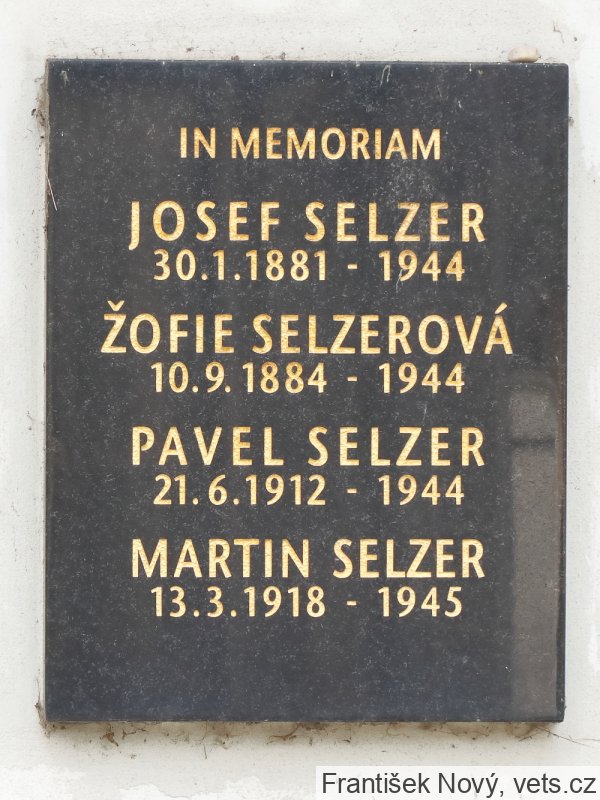 IN MEMORIAM
JOSEF SELZER
30.1.1881 - 1944
ŽOFIE SELZEROVÁ
10.9.1884 - 1944
PAVEL SELZER
21.6.1912 - 1944
MARTIN SELZER
13.3.1918 - 1945
František Nový, vets.cz